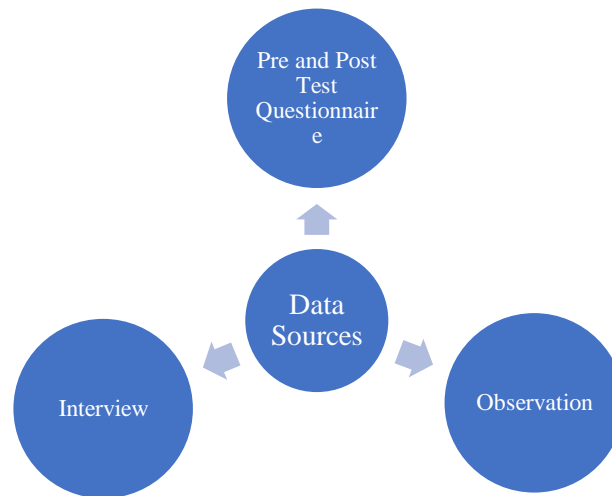 Pre and Post
Test
Questionnair
e
Data
Sources
Interview
Observation